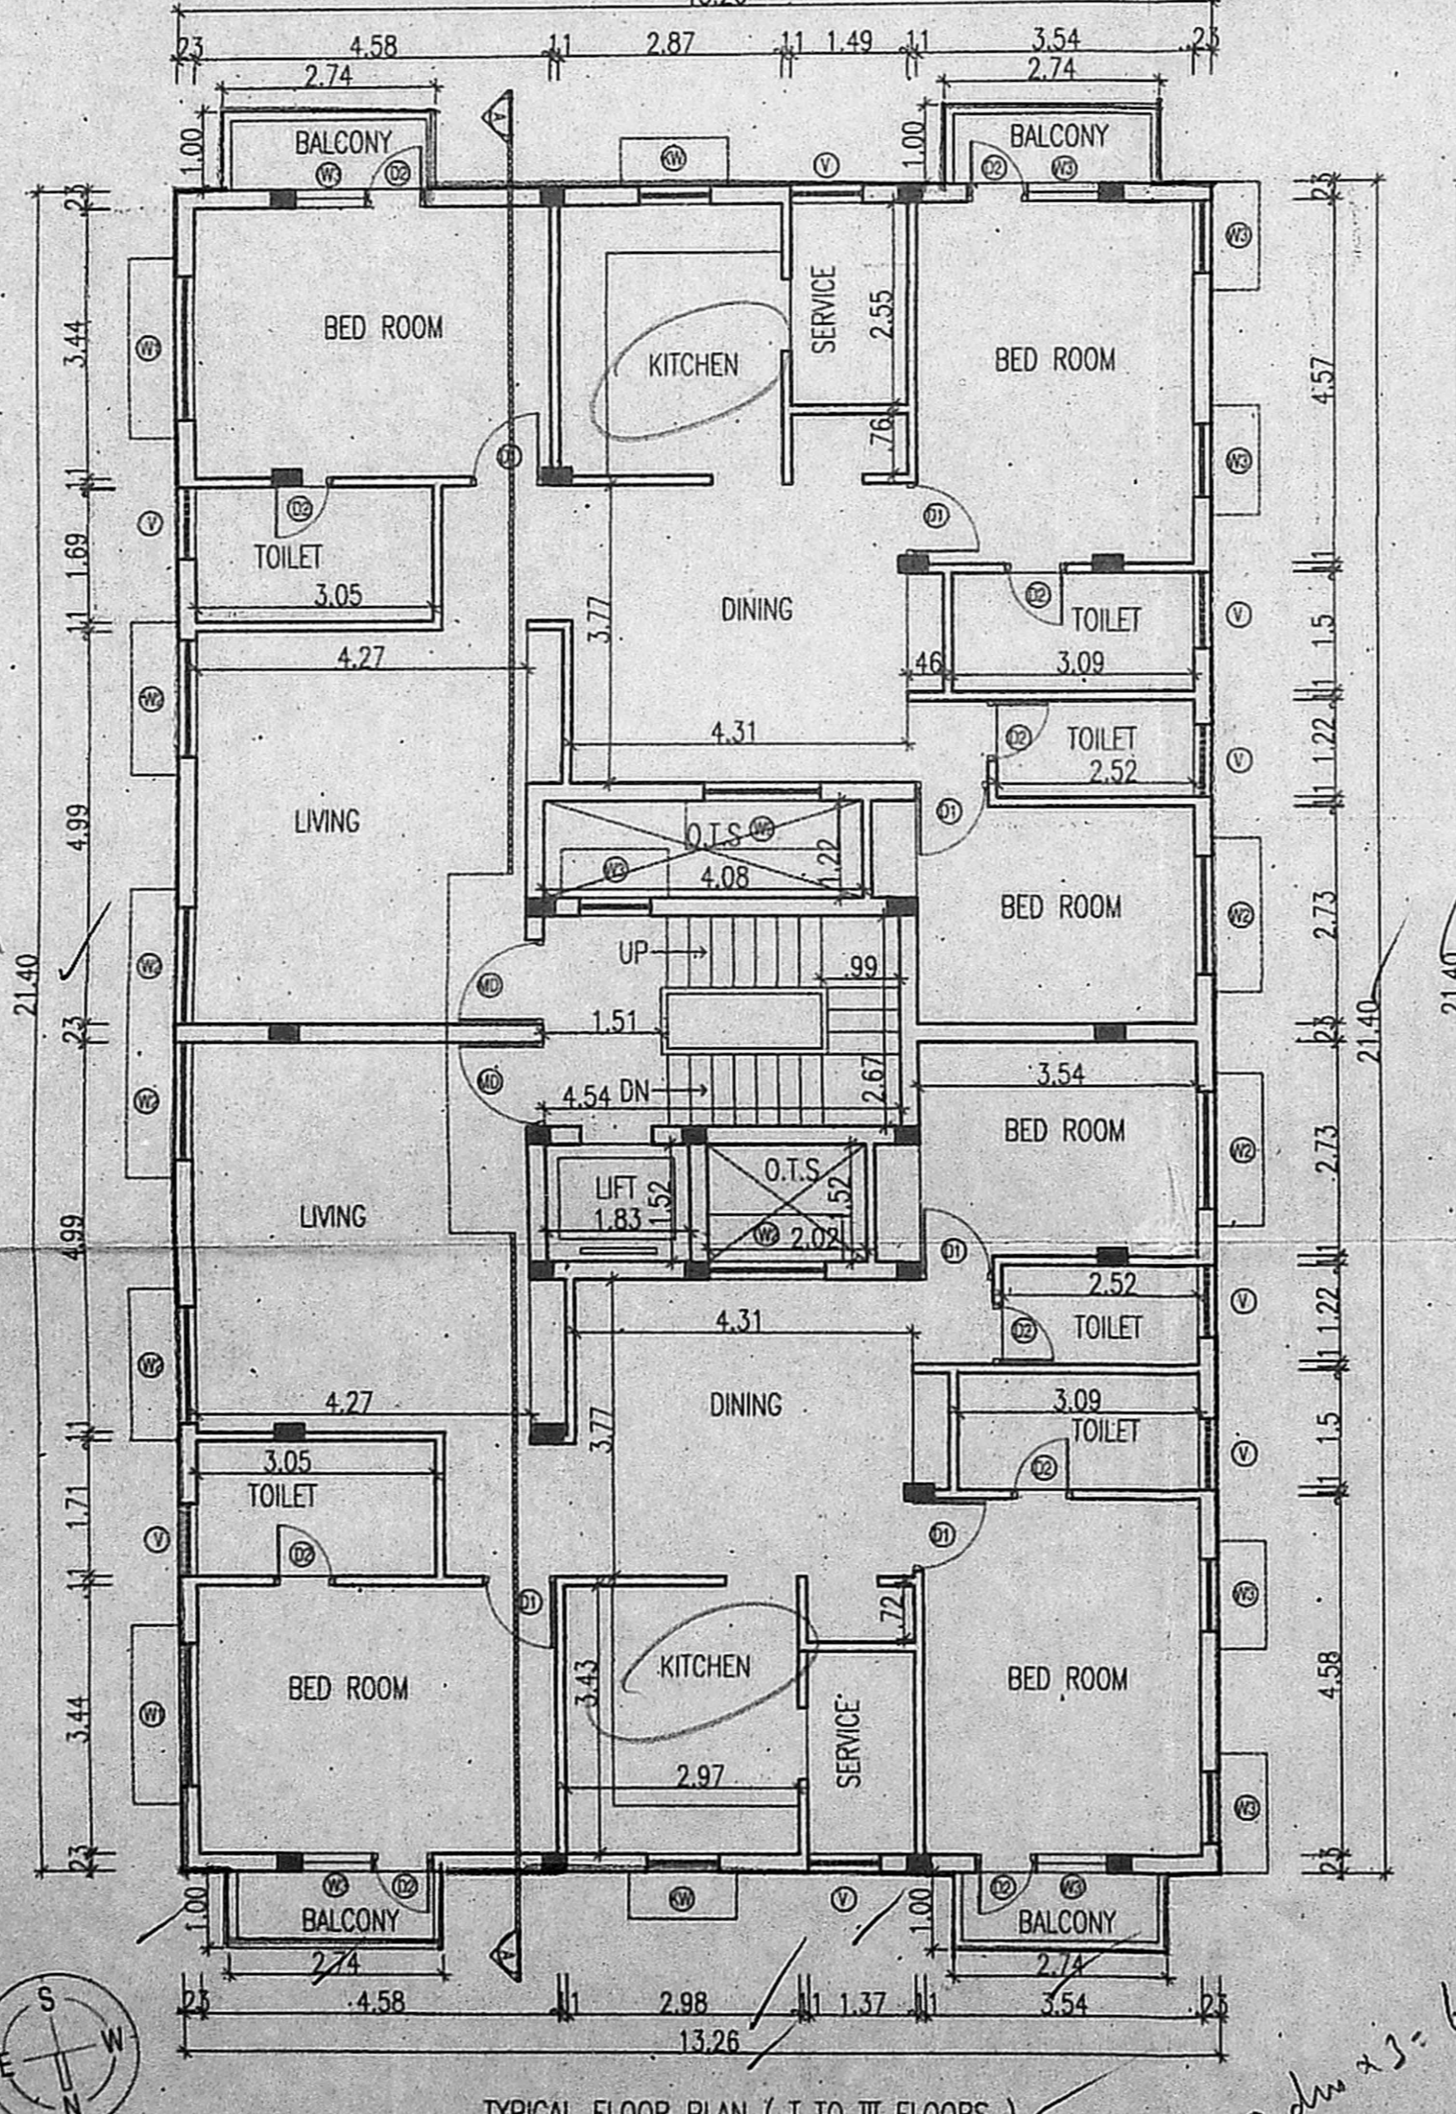 23 4.58 11 2.87 11 1.49 11 3.54 .23
2.74 2.74
1.00 BALCONY W3 D2 KW V 1.00 BALCONY D2 W3
23 23
W3
3.44 W1 BED ROOM KITCHEN SERVICE 2.55 BED ROOM 4.57
.76 W3
D1
11
V D2 D1
1.69 TOILET 3.05
3.77 DINING D2 TOILET V 1.5
46 3.09
4.27
W2 4.31 D2 TOILET 1.22
2.52 V
LIVING O.T.S 1.22 D1
4.99 W3 4.08
BED ROOM W2 2.73
W2 UP .99
21.40 MD 21.40 21.40
23 1.51 23
MD 4.54 DN 2.67 3.54
W2 BED ROOM
LIFT 1.52 O.T.S 1.52 W2 2.73
LIVING 1.83 W2 2.02
4.99 D1
2.52 V
4.31 D2 TOILET 1.22
W2
4.27 DINING 3.09
3.77 TOILET 1.5
3.05 D2 V
TOILET
1.71 V D2 D1
D1 .72
W3
3.44 W1 BED ROOM 3.43 KITCHEN SERVICE BED ROOM 4.58
2.97
W3
23 23
W3 D2 KW V D2 W3
1.00 BALCONY 1.00 BALCONY
2.74 2.74
23 4.58 11 2.98 11 1.37 11 3.54 23
13.26
S
E W
N
TYPICAL FLOOR PLAN ( I TO III FLOORS )
x 3 =